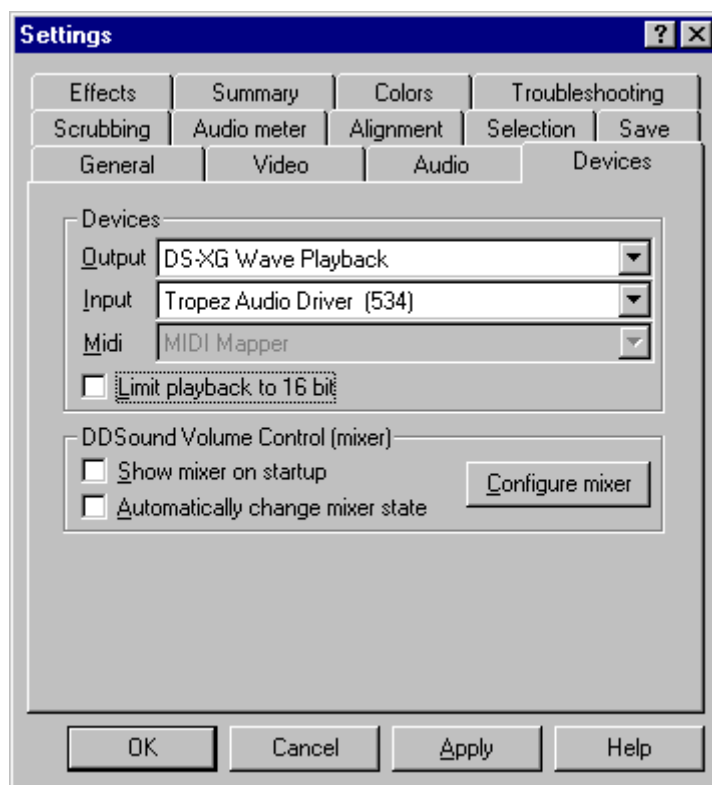 Settings
Effects Summary Colors Troubleshooting
Scrubbing Audio meter Alignment Selection Save
General Video Audio Devices
Devices
Output DS-XG Wave Playback
Input Tropez Audio Driver (534)
Midi MIDI Mapper
Limit playback to 16 bit
DDSound Volume Control (mixer)
Show mixer on startup
Configure mixer
Automatically change mixer state
OK Cancel Apply Help